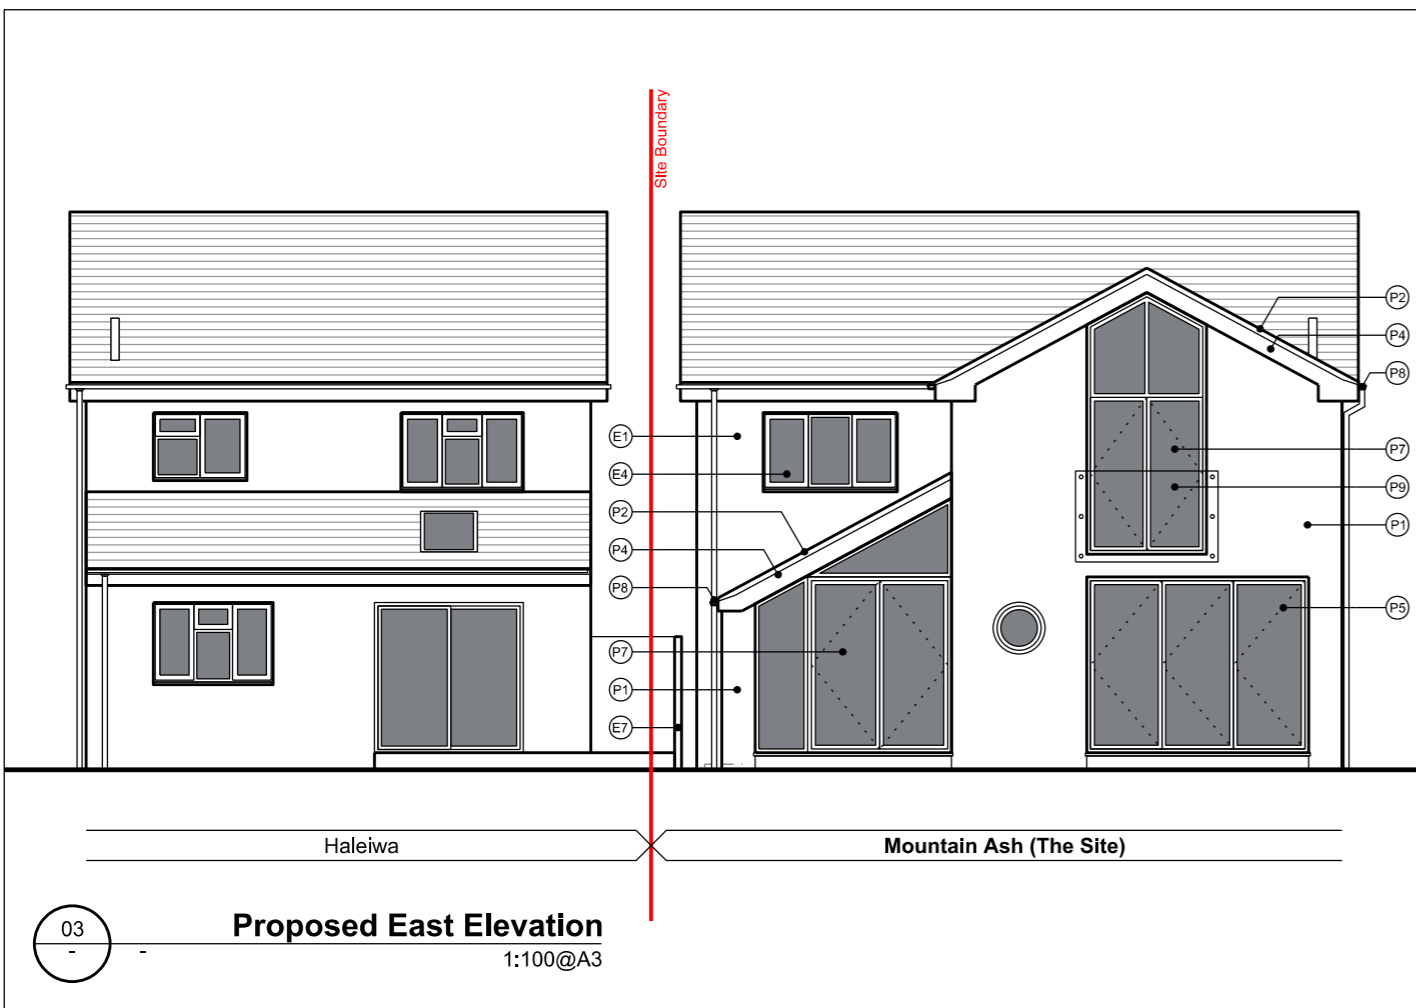 Site Boundary
P2
P4
P8
E1
E4
P2
P4
P8
P7
P1
E7
P7
P9
P1
P5
Haleiwa
Mountain Ash (The Site)
03
-
-
Proposed East Elevation
1:100@A3